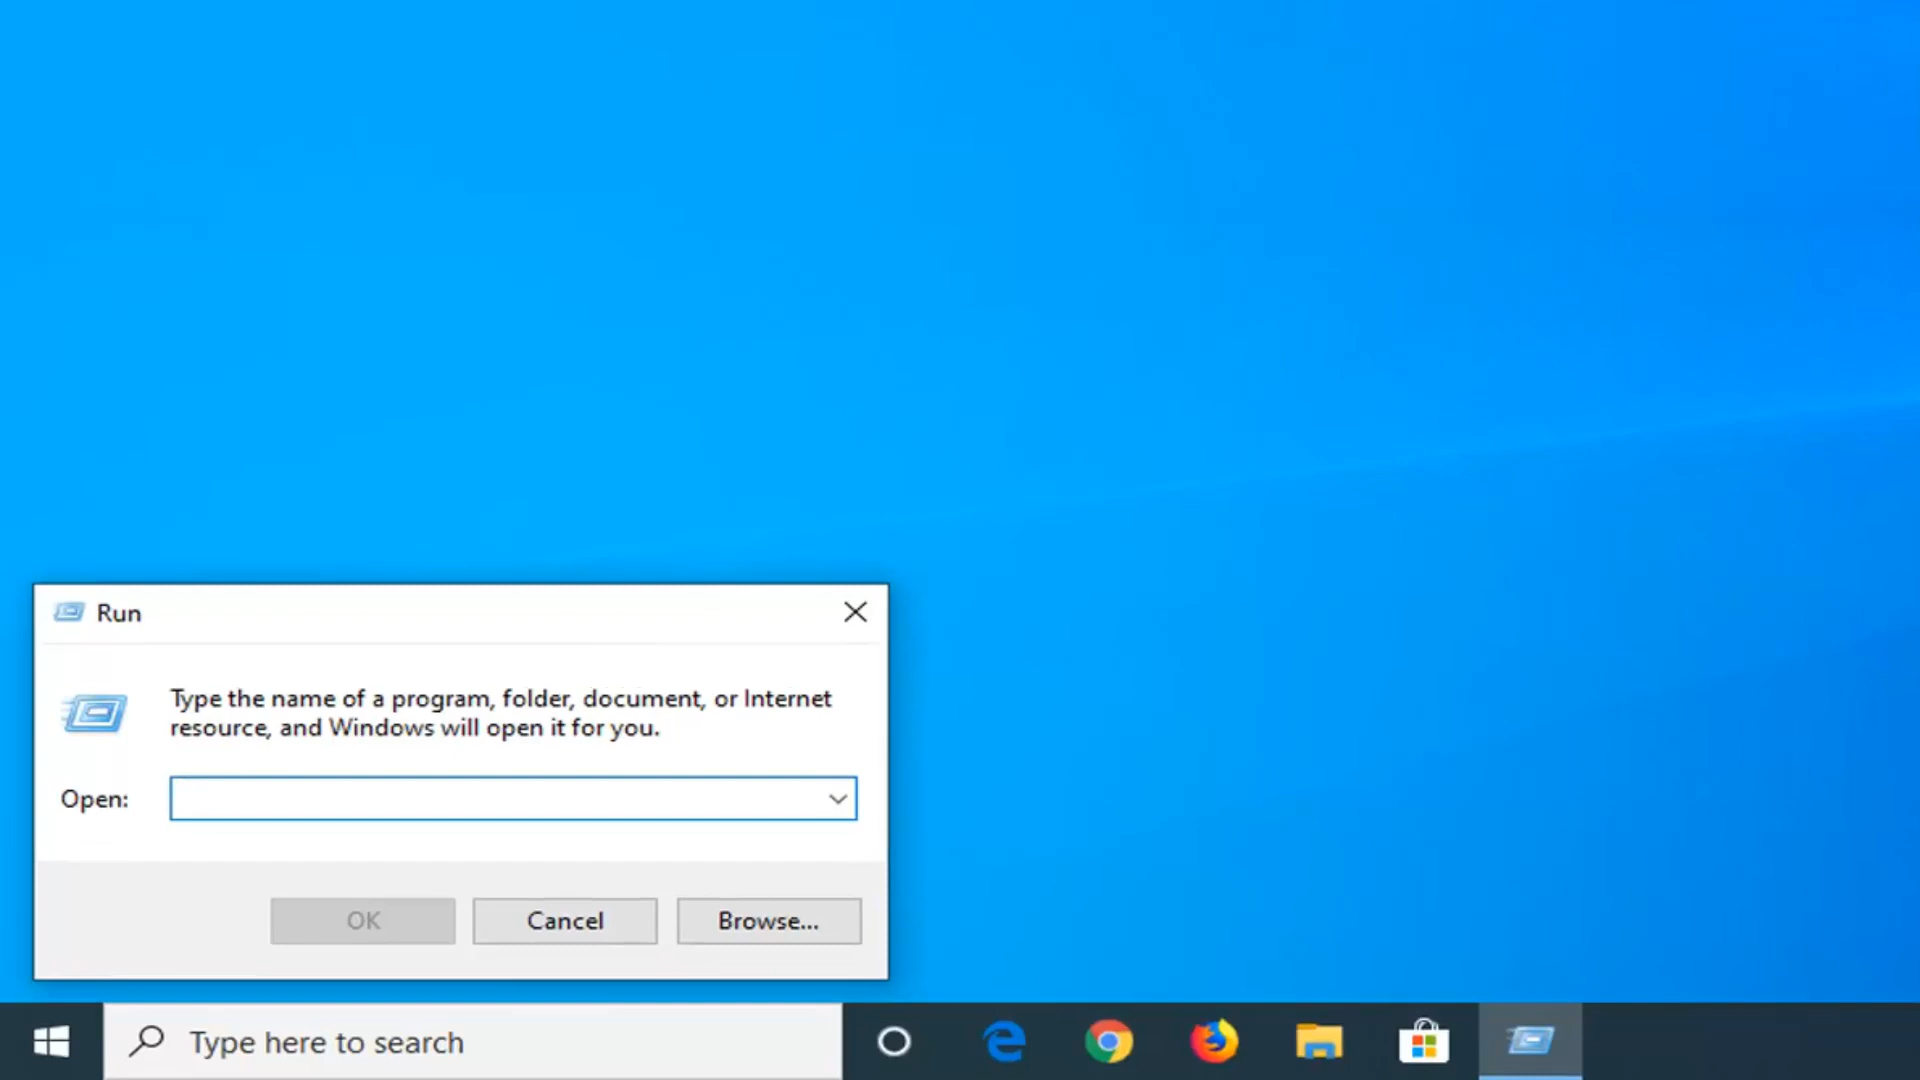 Run
Type the name of a program, folder, document, or Internet
resource, and Windows will open it for you.
Open:
OK
Cancel
Browse...
Type here to search